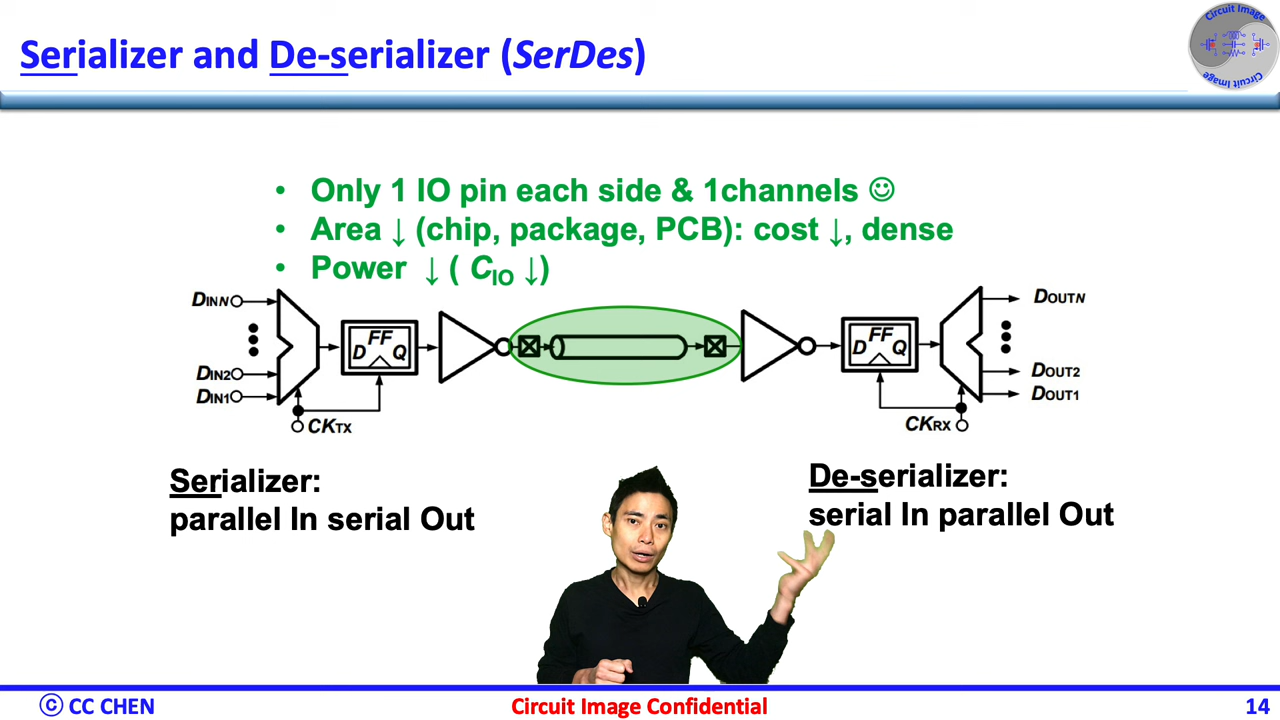 Serializer and De-serializer (SerDes)
Circuit Image
Circuit Image
• Only 1 IO pin each side & 1channels ☺
• Area ↓ (chip, package, PCB): cost ↓, dense
• Power ↓ ( CIO ↓)
DINN
DIN2
DIN1
FF
D Q
CKTX
FF
D Q
CKRX
DOUTN
DOUT2
DOUT1
Serializer:
parallel In serial Out
De-serializer:
serial In parallel Out
© CC CHEN
Circuit Image Confidential
14